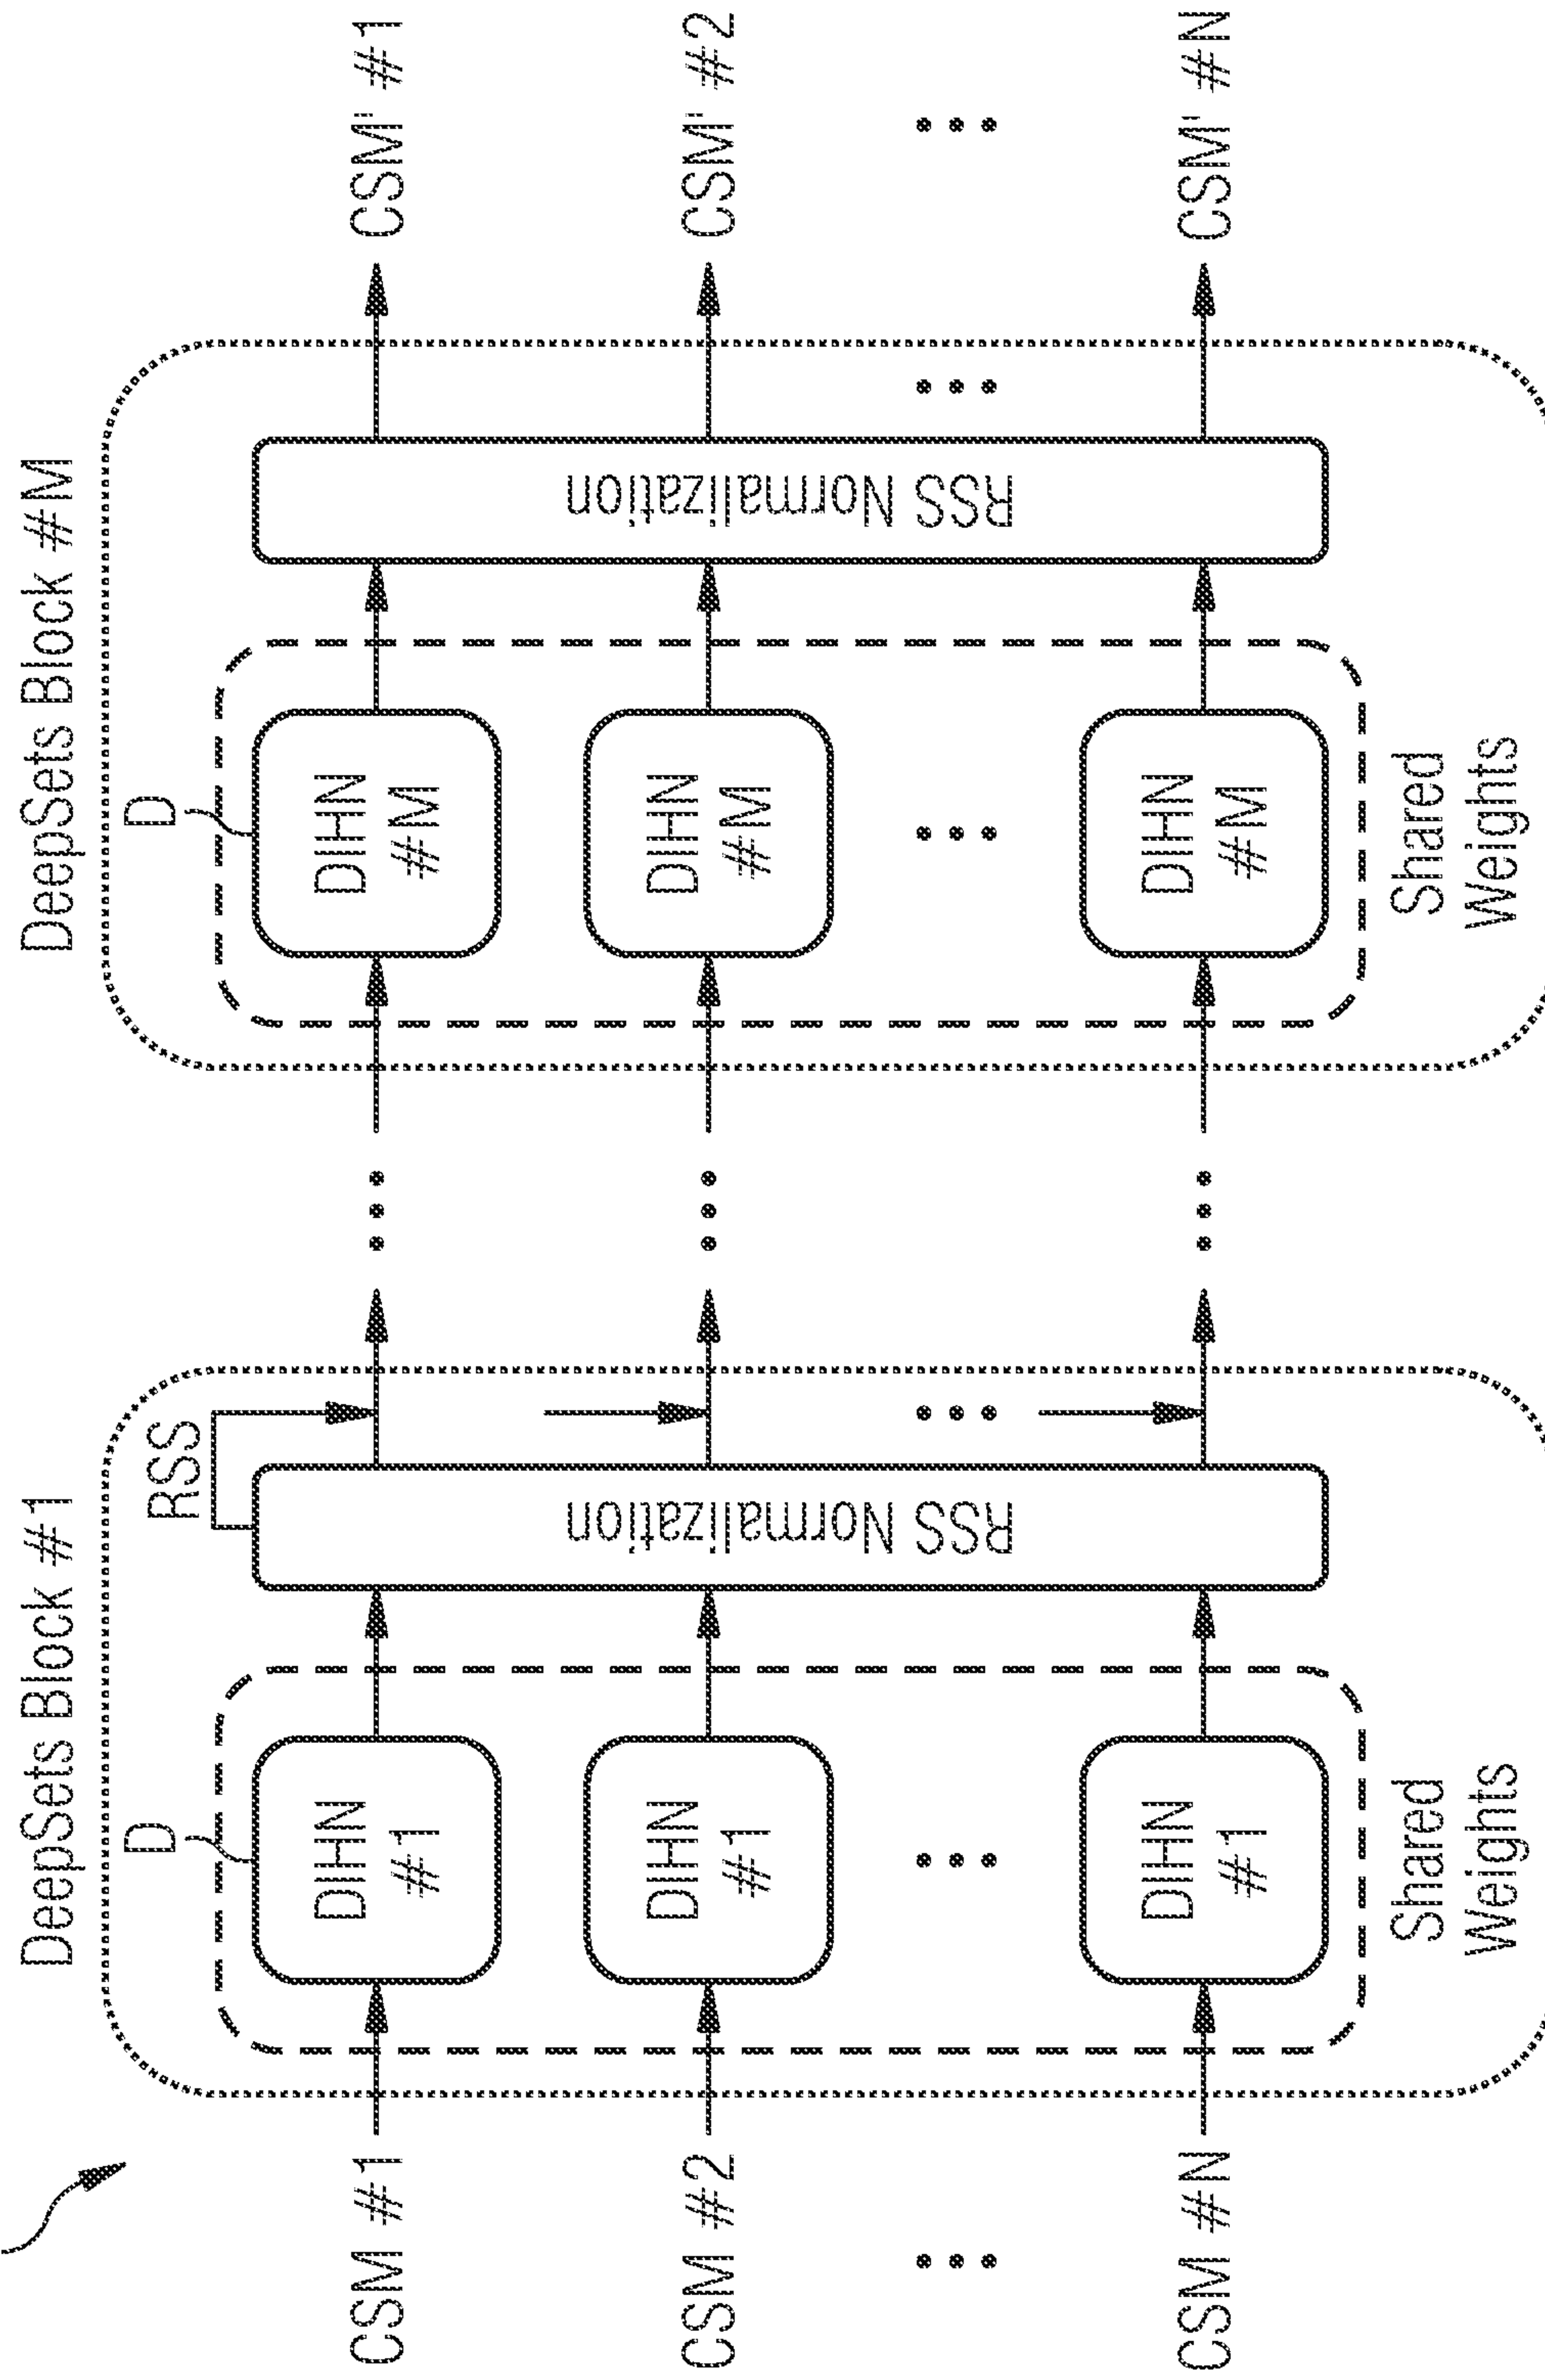 DeepSets Block #1
DeepSets Block #M
D
RSS
D
CSM #1
DIHN
#1
DIHN
#M
CSM' #1
CSM #2
DIHN
#1
RSS Normalization
DIHN
#M
RSS Normalization
CSM' #2
CSM #N
DIHN
#1
DIHN
#M
CSM' #N
Shared
Weights
Shared
Weights